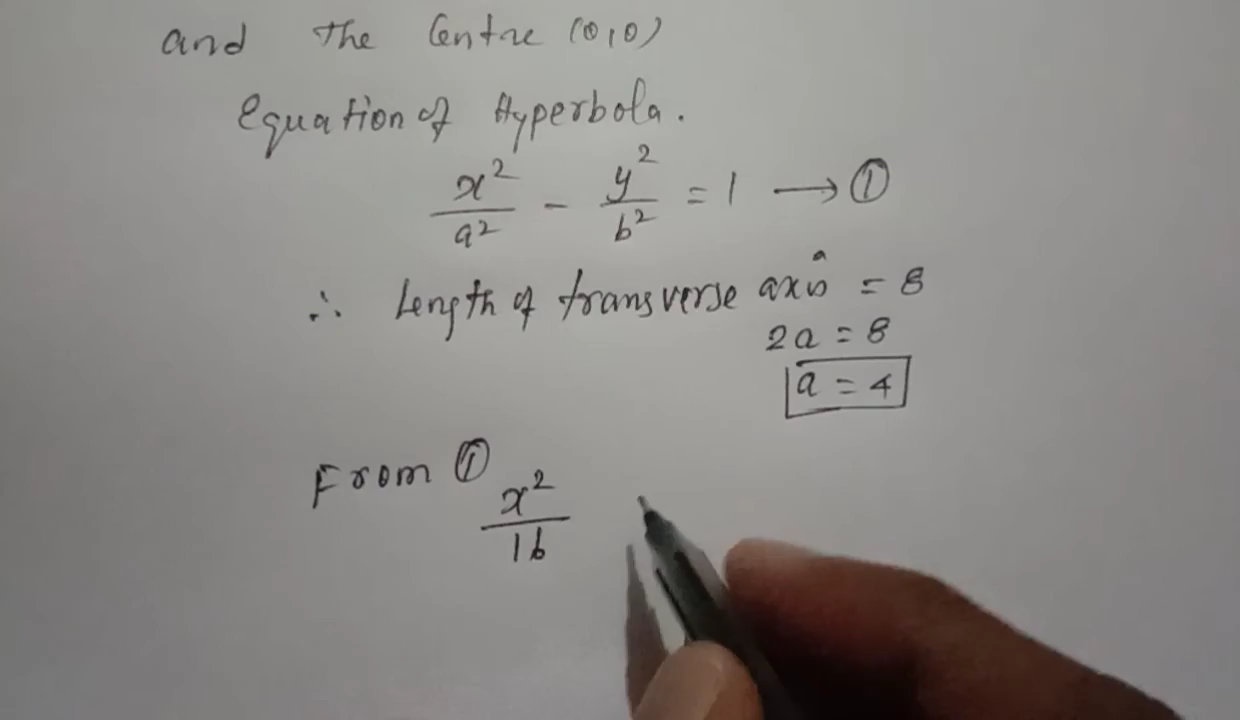 and the Centre (0,0)
Equation of Hyperbola.
x²/a² - y²/b² = 1 → ①
∴ Length of transverse axis = 8
2a = 8
a = 4
From ①
x²/16